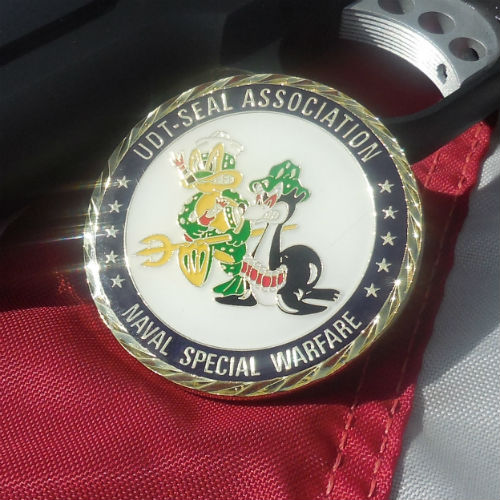 UDT-SEAL ASSOCIATION
NAVAL SPECIAL WARFARE